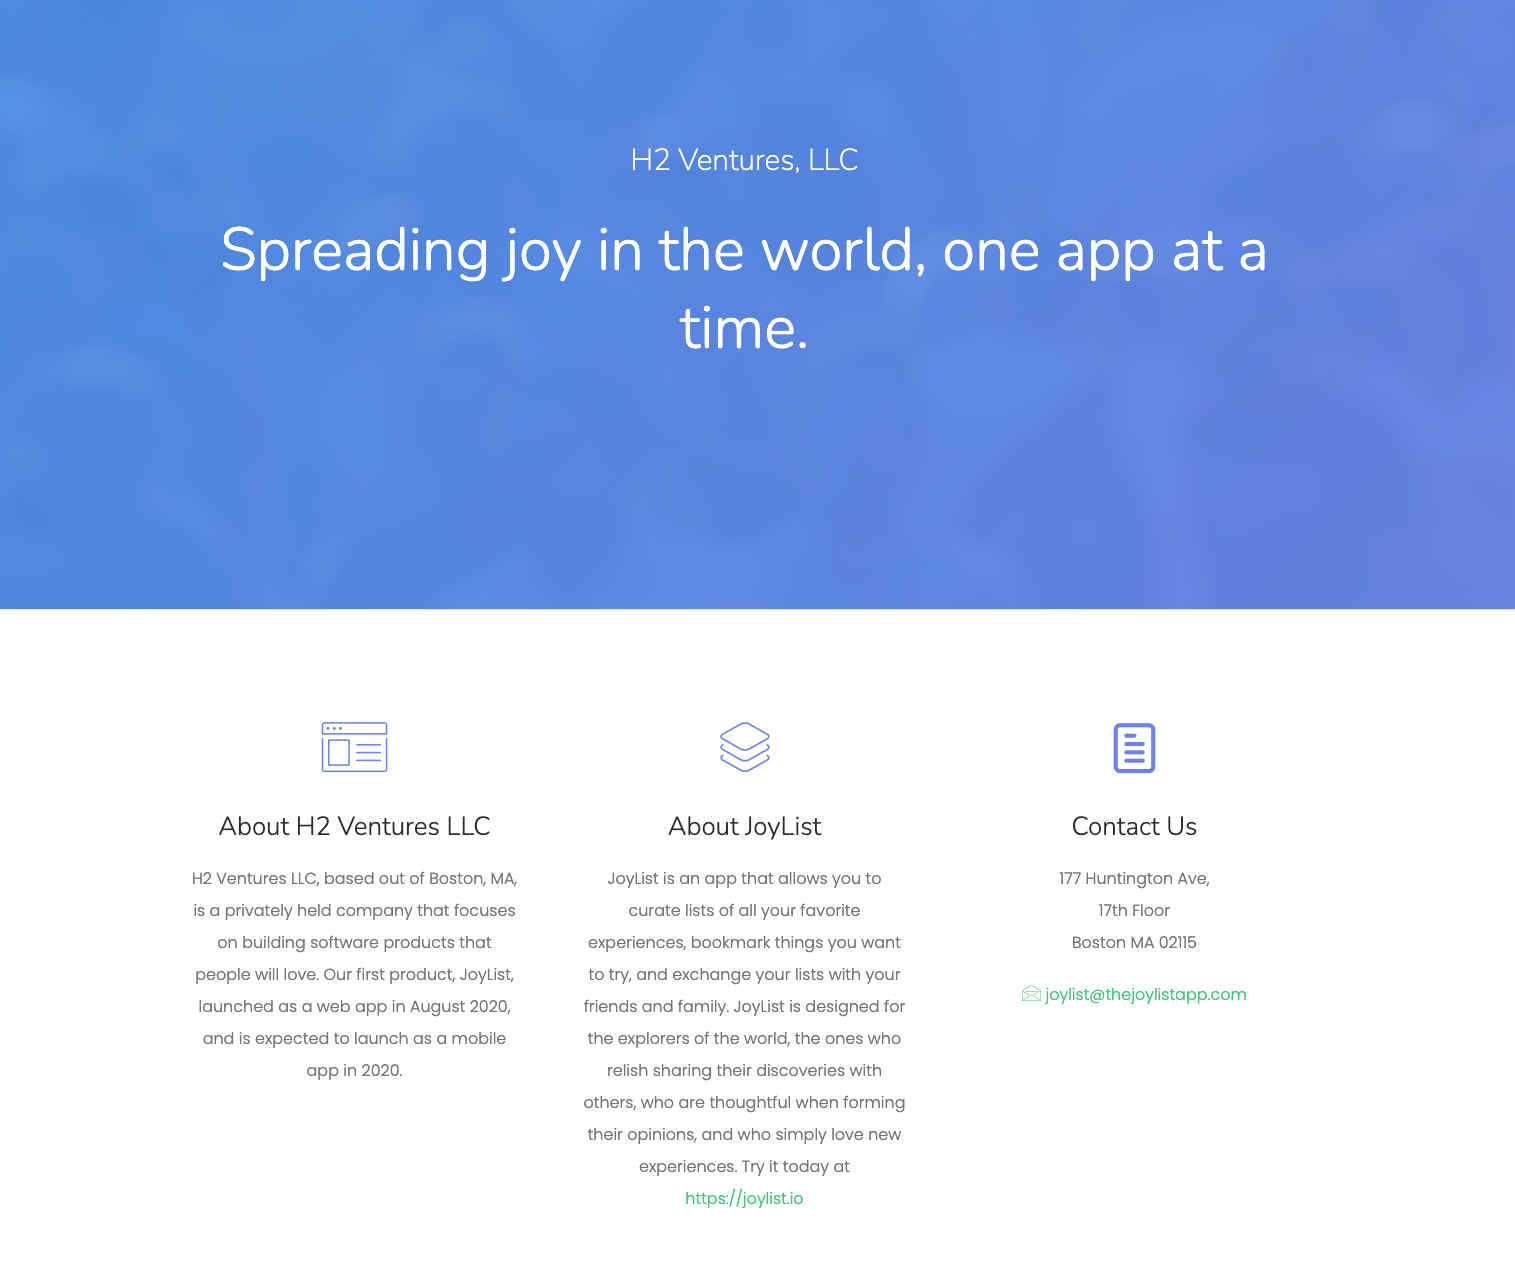 H2 Ventures, LLC
Spreading joy in the world, one app at a
time.
About H2 Ventures LLC
H2 Ventures LLC, based out of Boston, MA,
is a privately held company that focuses
on building software products that
people will love. Our first product, JoyList,
launched as a web app in August 2020,
and is expected to launch as a mobile
app in 2020.
About JoyList
JoyList is an app that allows you to
curate lists of all your favorite
experiences, bookmark things you want
to try, and exchange your lists with your
friends and family. JoyList is designed for
the explorers of the world, the ones who
relish sharing their discoveries with
others, who are thoughtful when forming
their opinions, and who simply love new
experiences. Try it today at
https://joylist.io
Contact Us
177 Huntington Ave,
17th Floor
Boston MA 02115
joylist@thejoylistapp.com